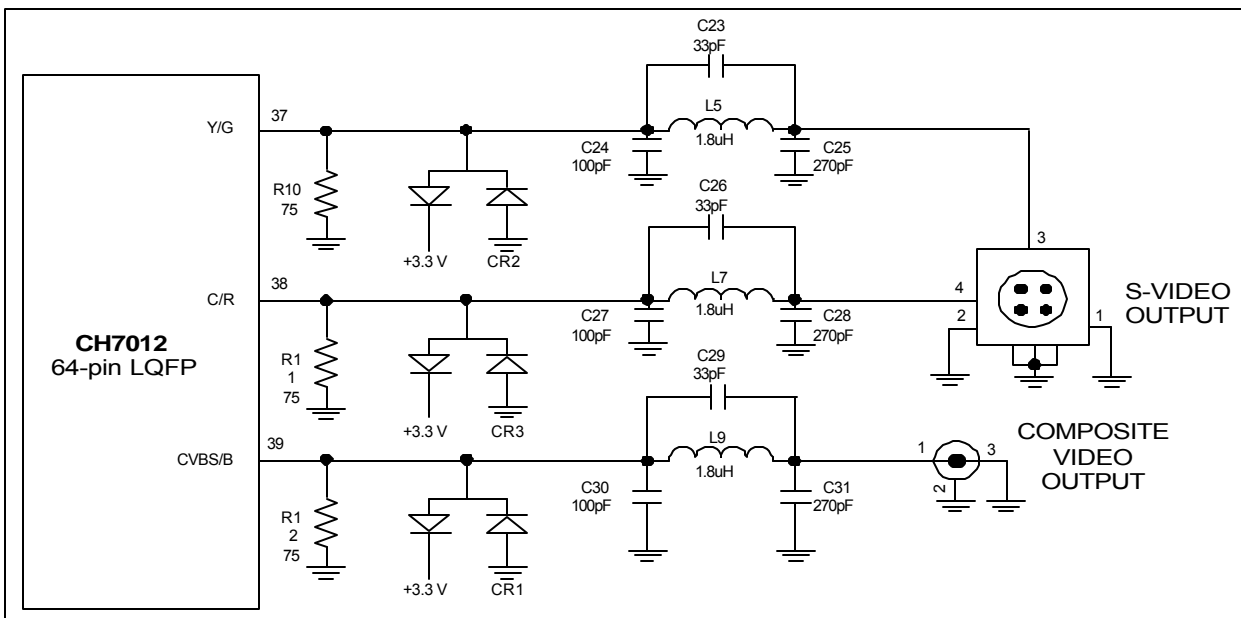 C23
33pF
Y/G
37
L5
1.8uH
C24
100pF
C25
270pF
R10
75
+3.3 V
CR2
C26
33pF
3
C/R
38
L7
1.8uH
4
2
1
S-VIDEO
OUTPUT
C27
100pF
C28
270pF
CH7012
64-pin LQFP
R1
1
75
+3.3 V
CR3
C29
33pF
CVBS/B
39
L9
1.8uH
1
3
2
COMPOSITE
VIDEO
OUTPUT
C30
100pF
C31
270pF
R1
2
75
+3.3 V
CR1